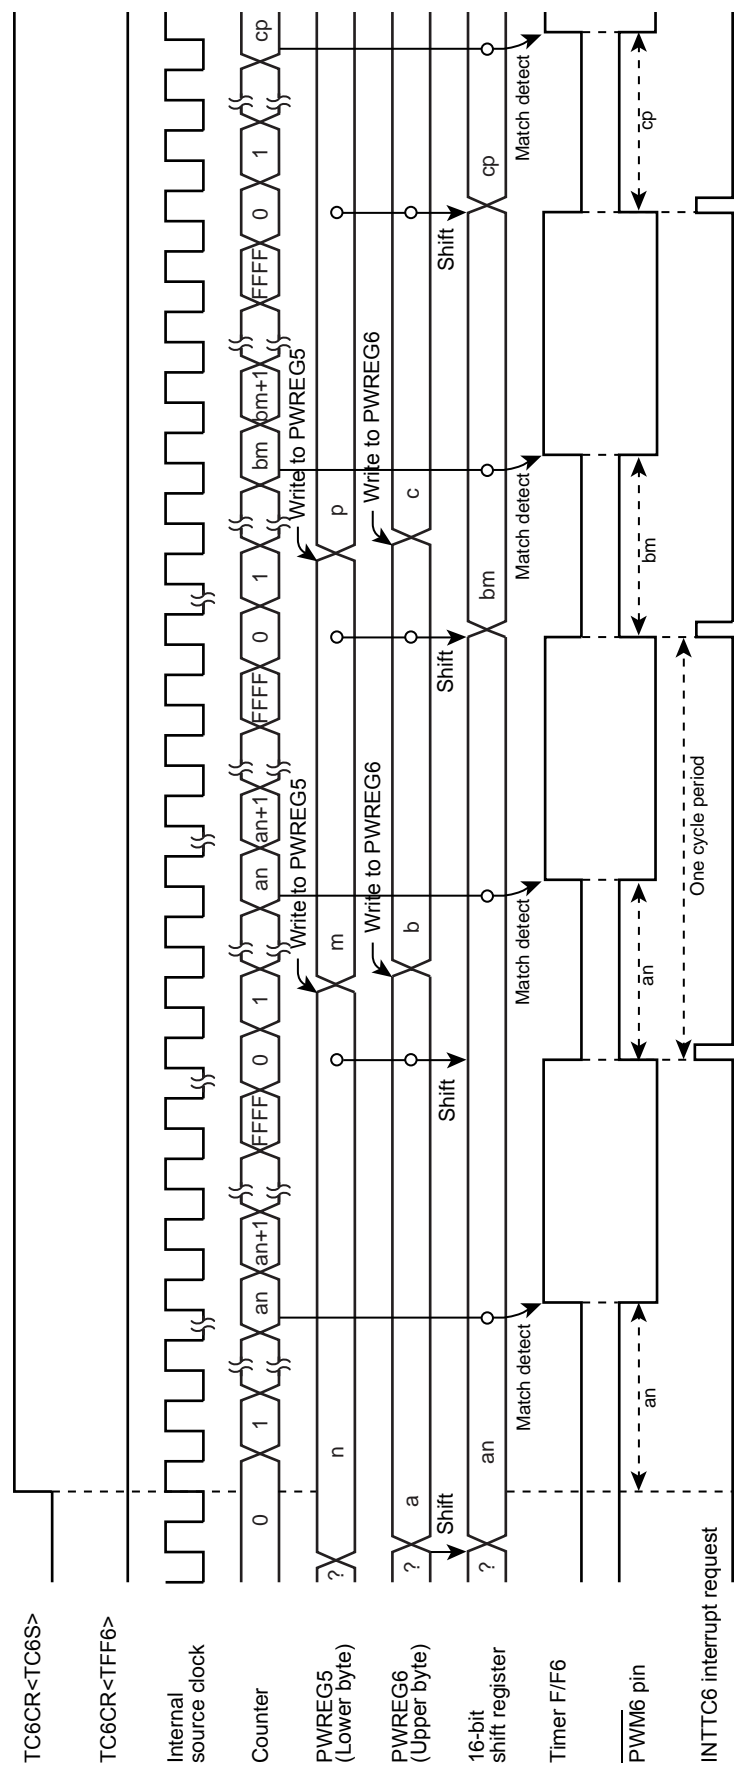 TC6CR<TC6S>
TC6CR<TFF6>
Internal
source clock
Counter
0
1
an
an+1
FFFF
0
1
an
an+1
FFFF
0
1
bm
bm+1
FFFF
0
1
cp
Write to PWREG5
Write to PWREG5
PWREG5
(Lower byte)
?
n
m
p
Write to PWREG6
Write to PWREG6
PWREG6
(Upper byte)
?
a
b
c
Shift
Shift
Shift
Shift
16-bit
shift register
?
an
bm
cp
Match detect
Match detect
Match detect
Match detect
Timer F/F6
PWM6 pin
an
an
bm
cp
One cycle period
INTTC6 interrupt request